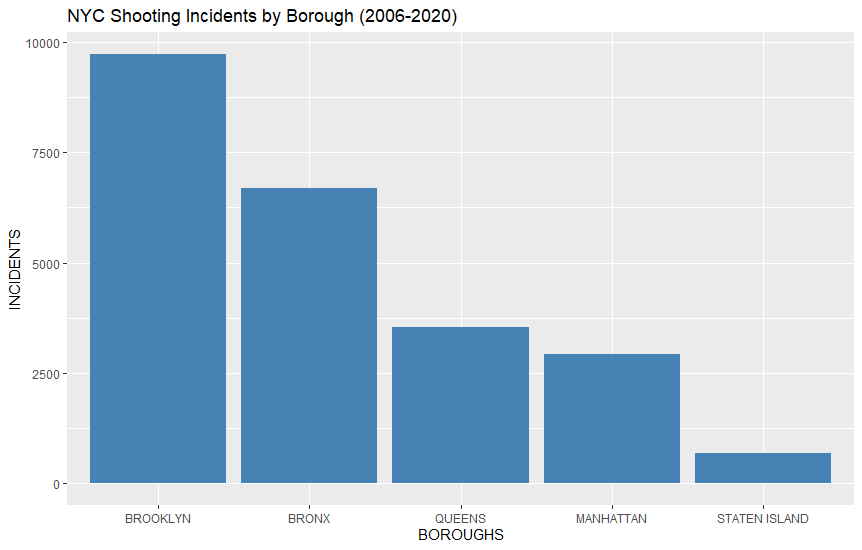 NYC Shooting Incidents by Borough (2006-2020)
10000
7500
5000
2500
0
INCIDENTS
BROOKLYN BRONX QUEENS MANHATTAN STATEN ISLAND
BOROUGHS